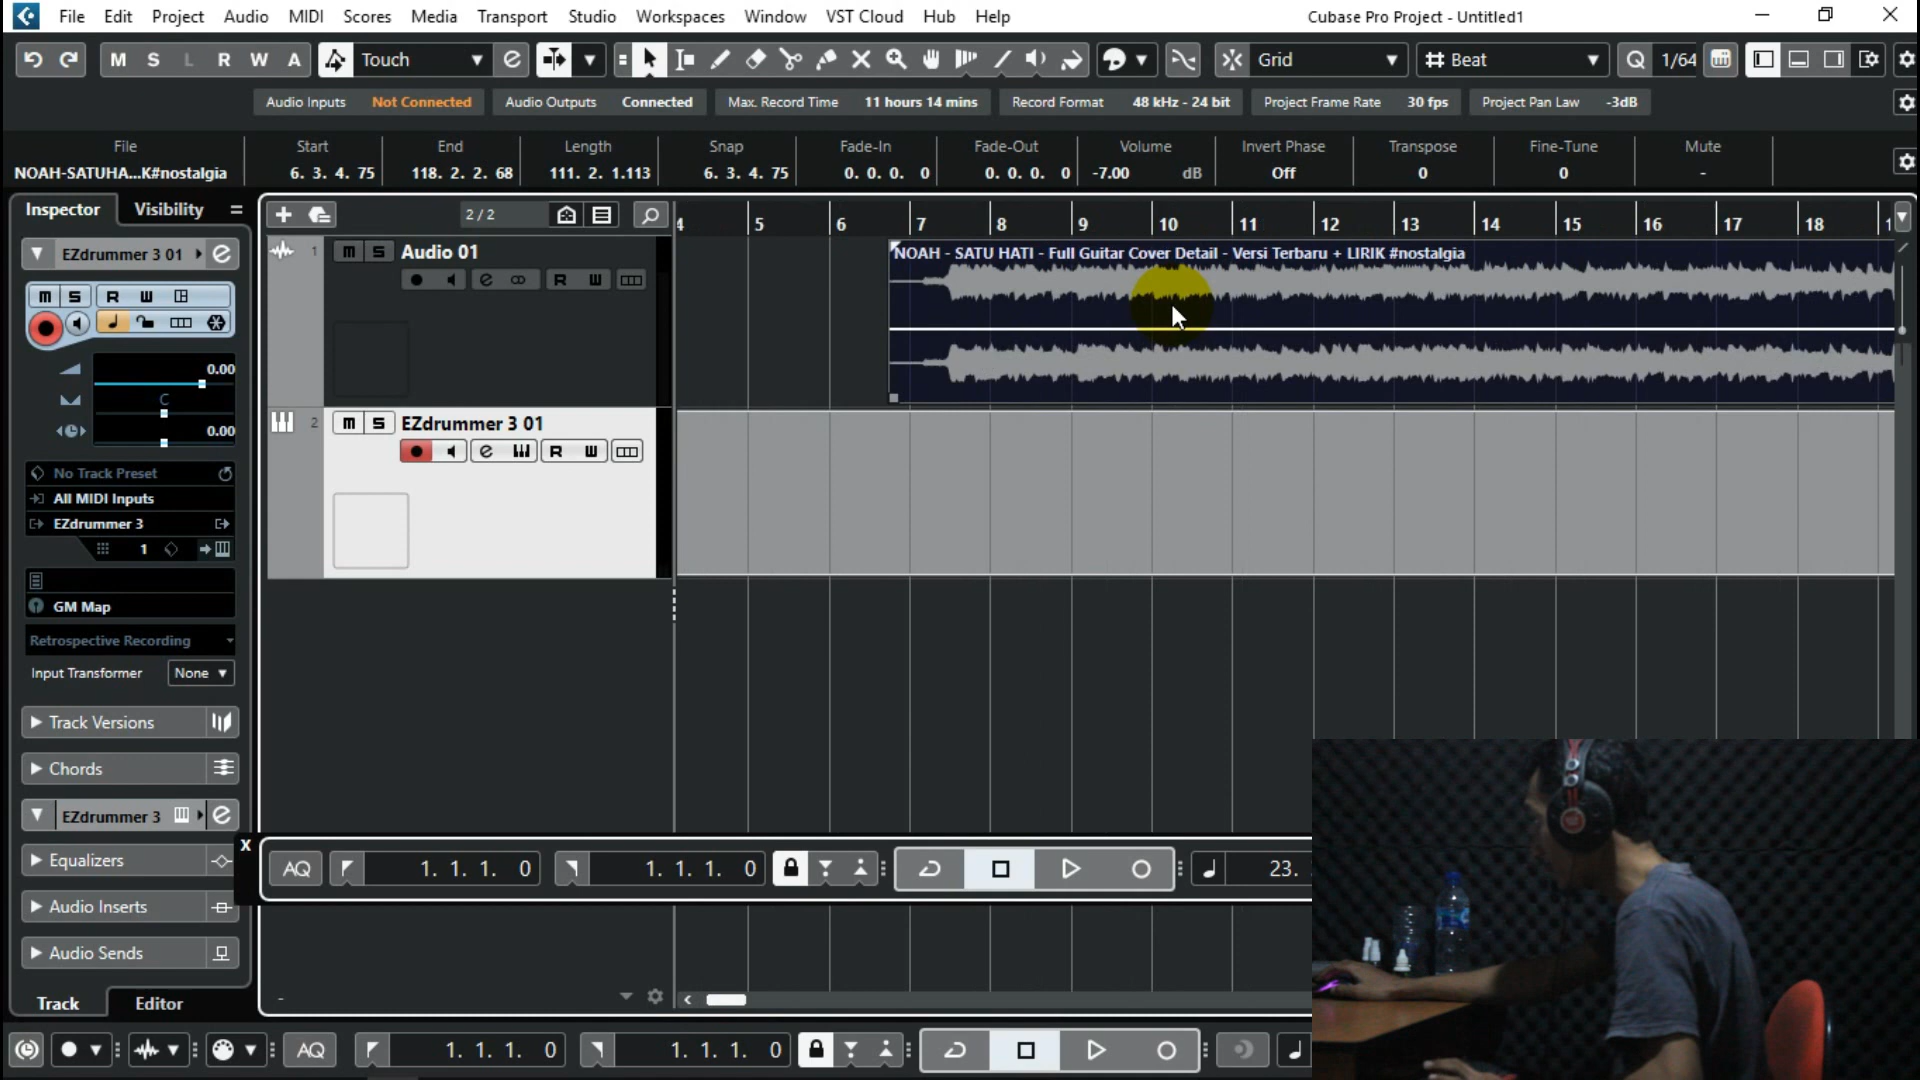 File Edit Project Audio MIDI Scores Media Transport Studio Workspaces Window VST Cloud Hub Help
Cubase Pro Project - Untitled1
M S L R W A Touch Grid Beat Q 1/64
Audio Inputs Not Connected Audio Outputs Connected Max. Record Time 11 hours 14 mins Record Format 48 kHz - 24 bit Project Frame Rate 30 fps Project Pan Law -3dB
File Start End Length Snap Fade-In Fade-Out Volume Invert Phase Transpose Fine-Tune Mute
NOAH-SATUHA...K#nostalgia 6. 3. 4. 75 118. 2. 2. 68 111. 2. 1.113 6. 3. 4. 75 0. 0. 0. 0 0. 0. 0. 0 -7.00 dB Off 0 0 -
Inspector Visibility
2 / 2
4 5 6 7 8 9 10 11 12 13 14 15 16 17 18 1
EZdrummer 3 01
M S R W
0.00
C
0.00
No Track Preset
All MIDI Inputs
EZdrummer 3
1
GM Map
Retrospective Recording
Input Transformer None
Track Versions
Chords
EZdrummer 3
Equalizers
Audio Inserts
Audio Sends
Track Editor
1 M S Audio 01
R W
NOAH - SATU HATI - Full Guitar Cover Detail - Versi Terbaru + LIRIK #nostalgia
2 M S EZdrummer 3 01
R W
X
AQ 1. 1. 1. 0 1. 1. 1. 0 23.
-
AQ 1. 1. 1. 0 1. 1. 1. 0